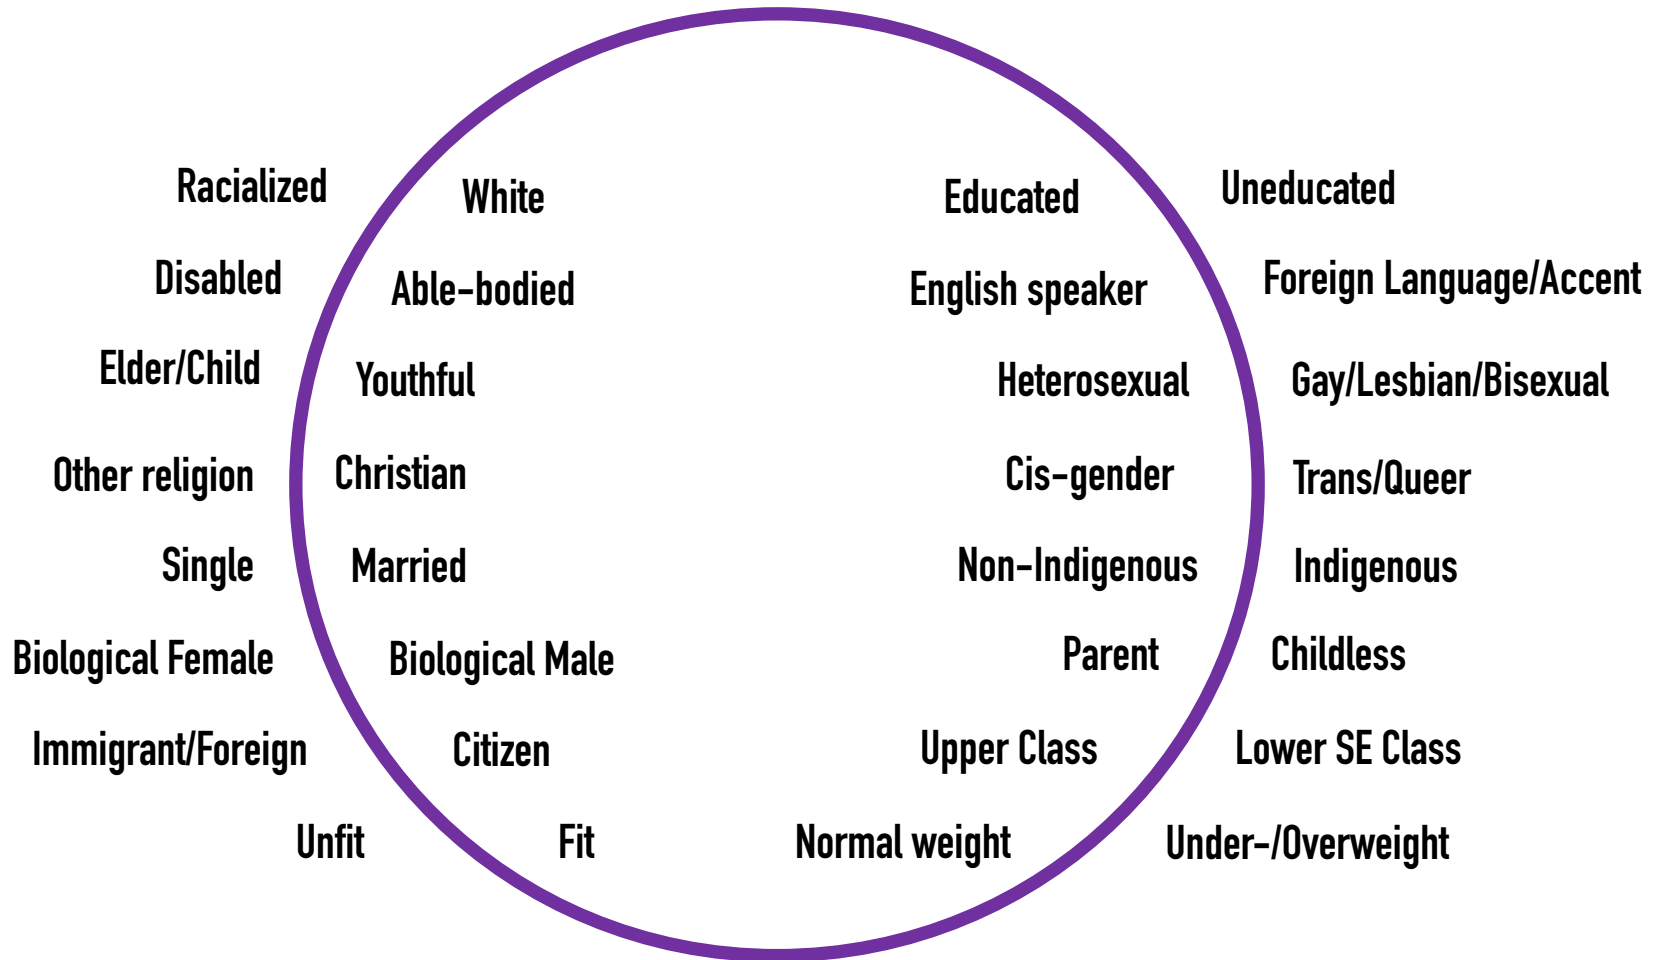 Racialized
White
Educated
Uneducated
Disabled
Able-bodied
English speaker
Foreign Language/Accent
Elder/Child
Youthful
Heterosexual
Gay/Lesbian/Bisexual
Other religion
Christian
Cis-gender
Trans/Queer
Single
Married
Non-Indigenous
Indigenous
Biological Female
Biological Male
Parent
Childless
Immigrant/Foreign
Citizen
Upper Class
Lower SE Class
Unfit
Fit
Normal weight
Under-/Overweight